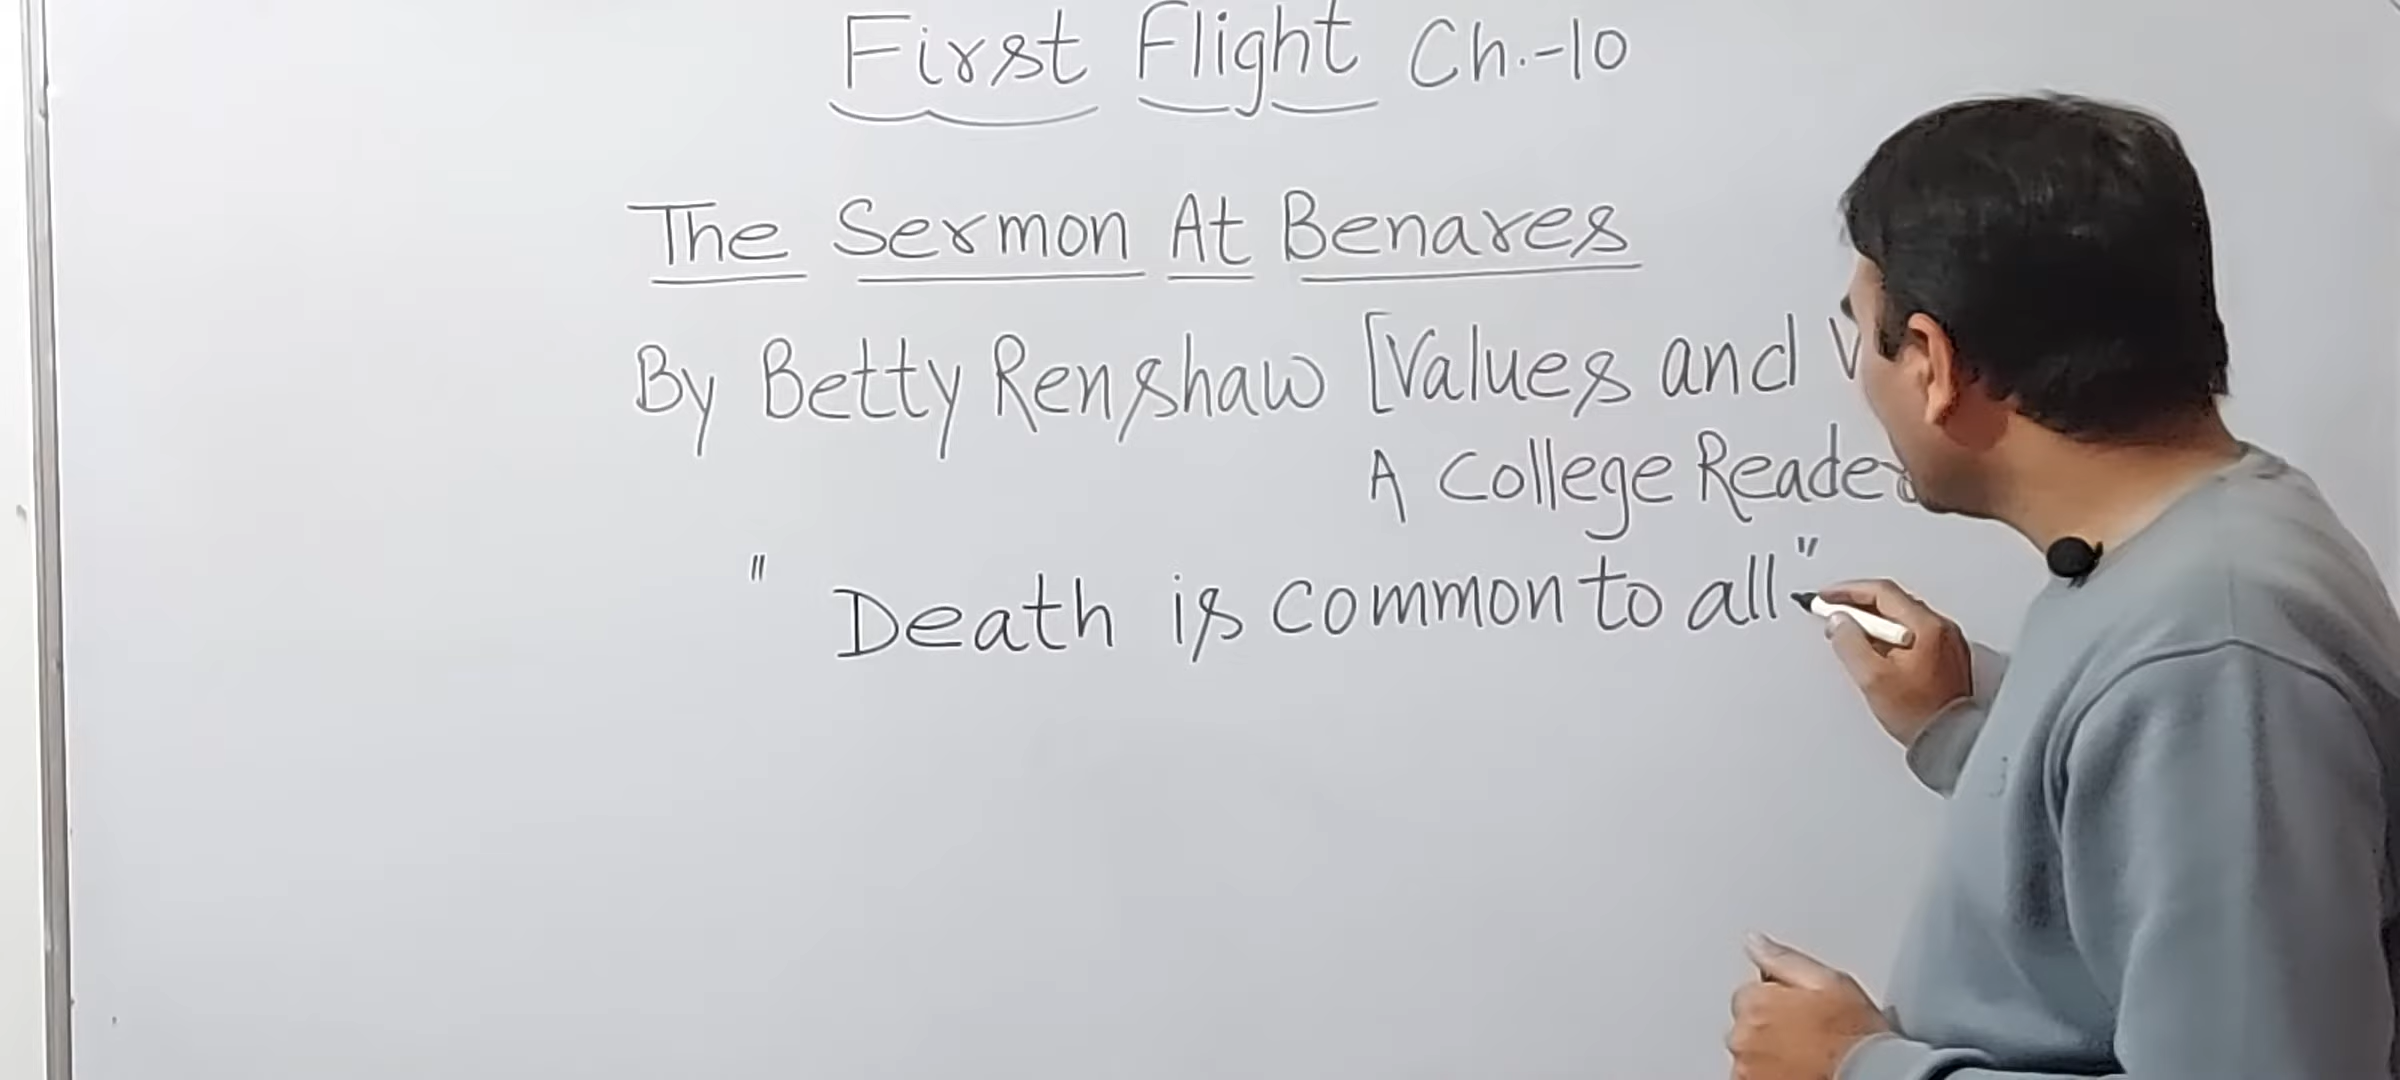 First Flight Ch.-10
The Sermon At Benares
By Betty Renshaw [Values and
A College Reader
" Death is common to all"